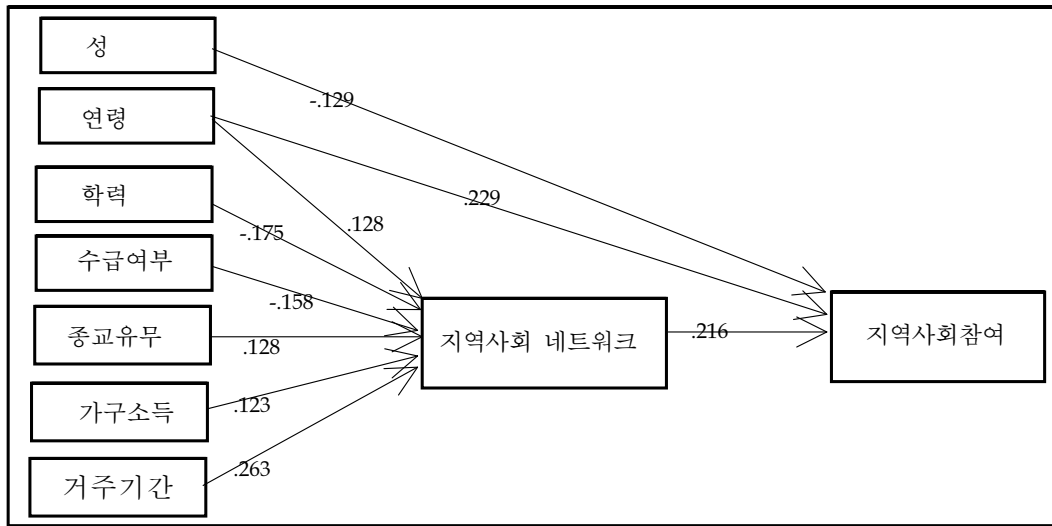 성
-.129
연령
.229
.128
학력
-.175
수급여부
-.158
종교유무
.128
지역사회 네트워크
.216
지역사회참여
가구소득
.123
거주기간
.263